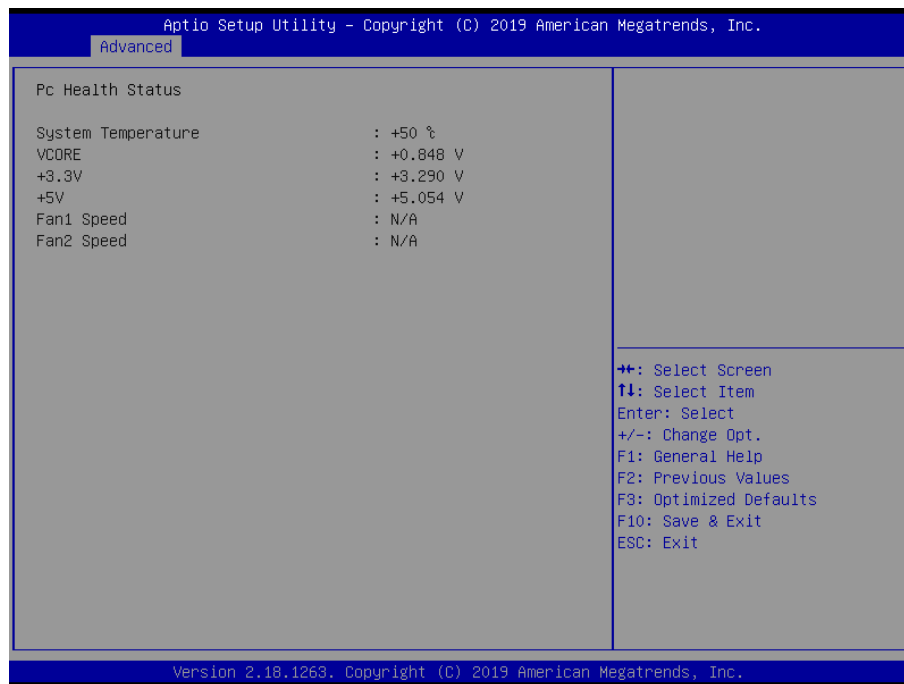 Aptio Setup Utility – Copyright (C) 2019 American Megatrends, Inc.
Advanced
Pc Health Status
System Temperature : +50 ℃
VCORE : +0.848 V
+3.3V : +3.290 V
+5V : +5.054 V
Fan1 Speed : N/A
Fan2 Speed : N/A
→←: Select Screen
↑↓: Select Item
Enter: Select
+/-: Change Opt.
F1: General Help
F2: Previous Values
F3: Optimized Defaults
F10: Save & Exit
ESC: Exit
Version 2.18.1263. Copyright (C) 2019 American Megatrends, Inc.